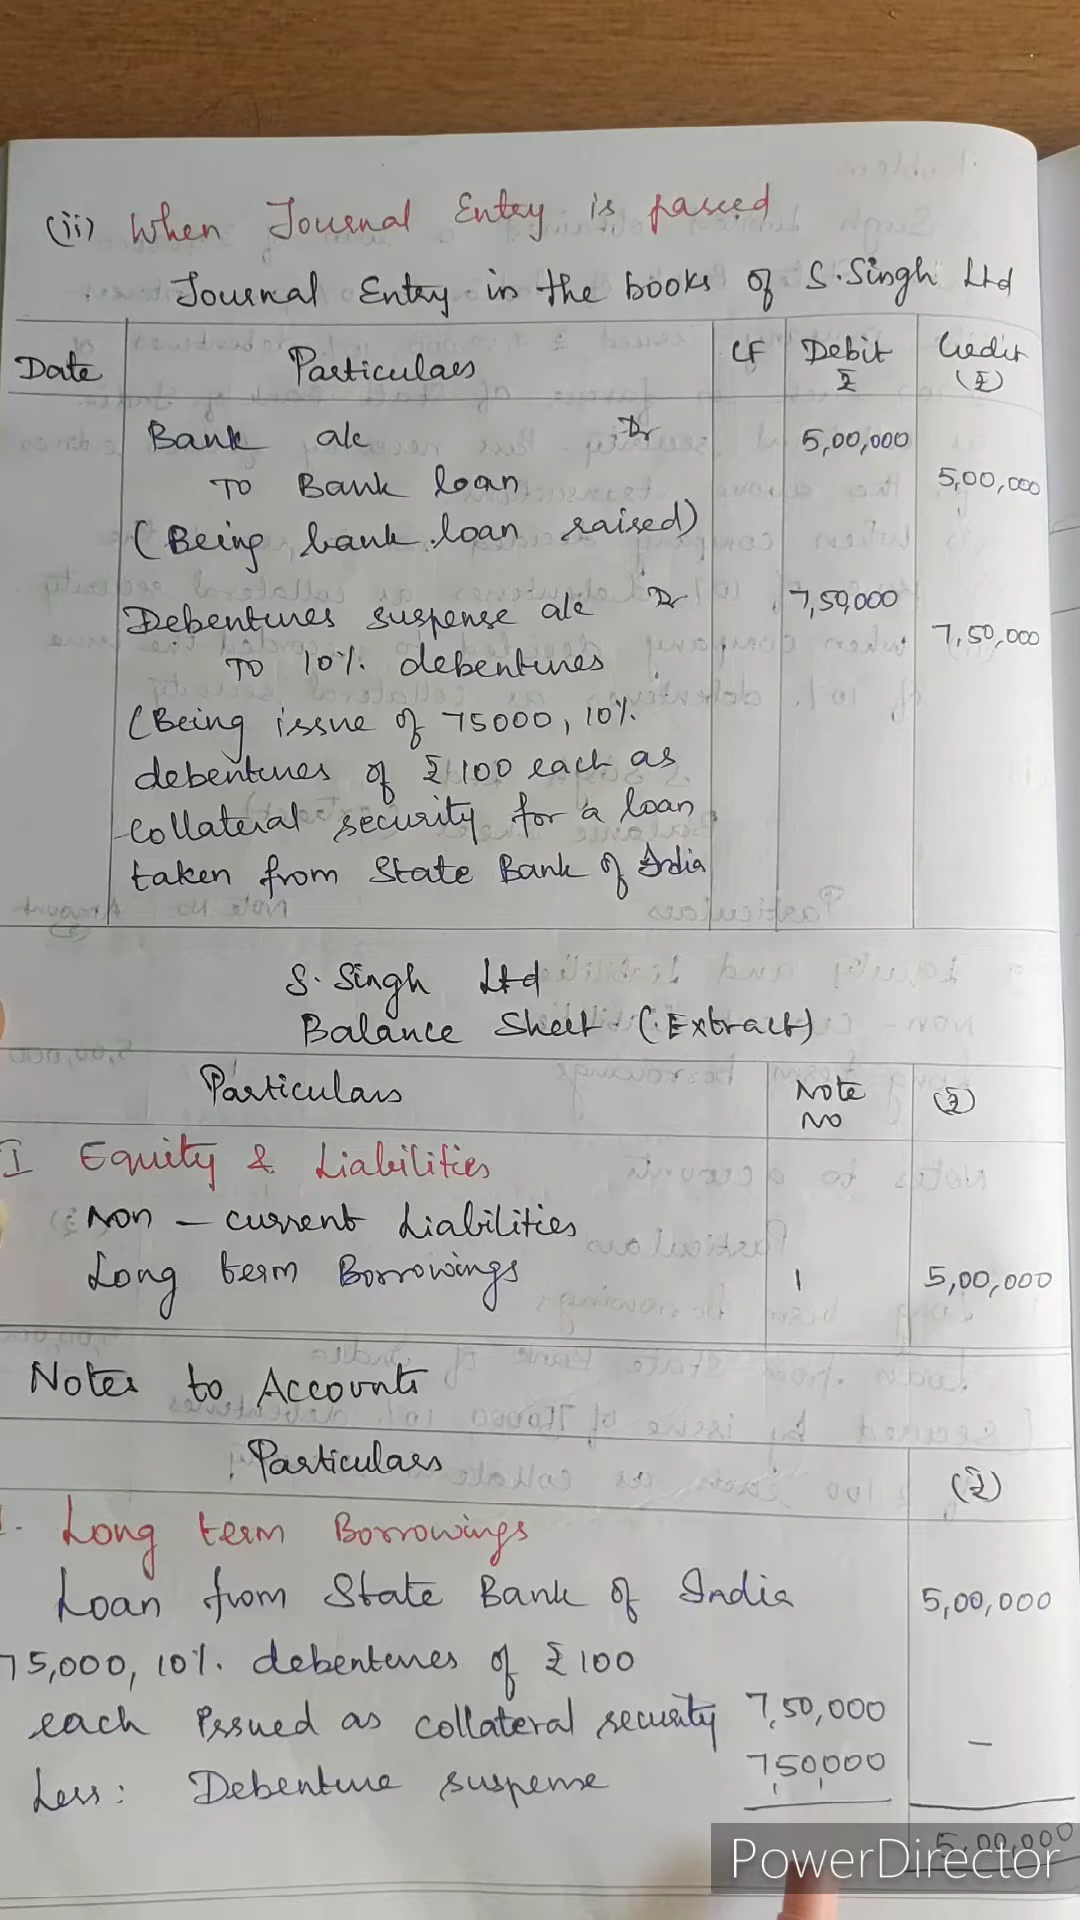 (ii) When Journal Entry is passed
Journal Entry in the books of S. Singh Ltd
Date Particulars LF Debit ₹ Credit (₹)
Bank a/c Dr 5,00,000
To Bank loan 5,00,000
(Being bank loan raised)
Debentures suspense a/c Dr 7,50,000
To 10% debentures 7,50,000
(Being issue of 75000, 10%
debentures of ₹100 each as
collateral security for a loan
taken from State Bank of India
S. Singh Ltd
Balance Sheet (Extract)
Particulars Note No (₹)
I Equity & Liabilities
Non - current Liabilities
Long term Borrowings 1 5,00,000
Notes to Accounts
Particulars (₹)
1. Long term Borrowings
Loan from State Bank of India 5,00,000
75,000, 10% debentures of ₹100
each Issued as collateral security 7,50,000
Less: Debenture suspense 7,50,000 -
5,00,000
PowerDirector